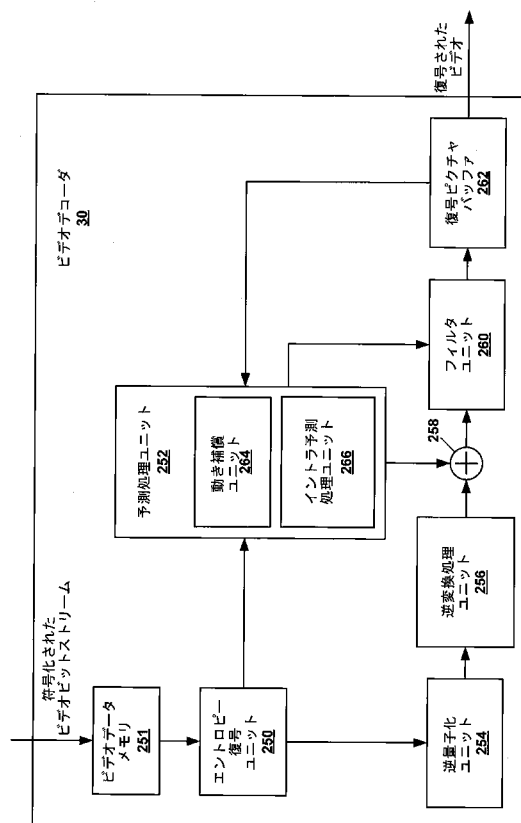 符号化された
ビデオビットストリーム
ビデオデコーダ
30
ビデオデータ
メモリ
251
エントロピー
復号
ユニット
250
予測処理ユニット
252
動き補償
ユニット
264
イントラ予測
処理ユニット
266
逆量子化
ユニット
254
逆変換処理
ユニット
256
258
フィルタ
ユニット
260
復号ピクチャ
バッファ
262
復号された
ビデオ